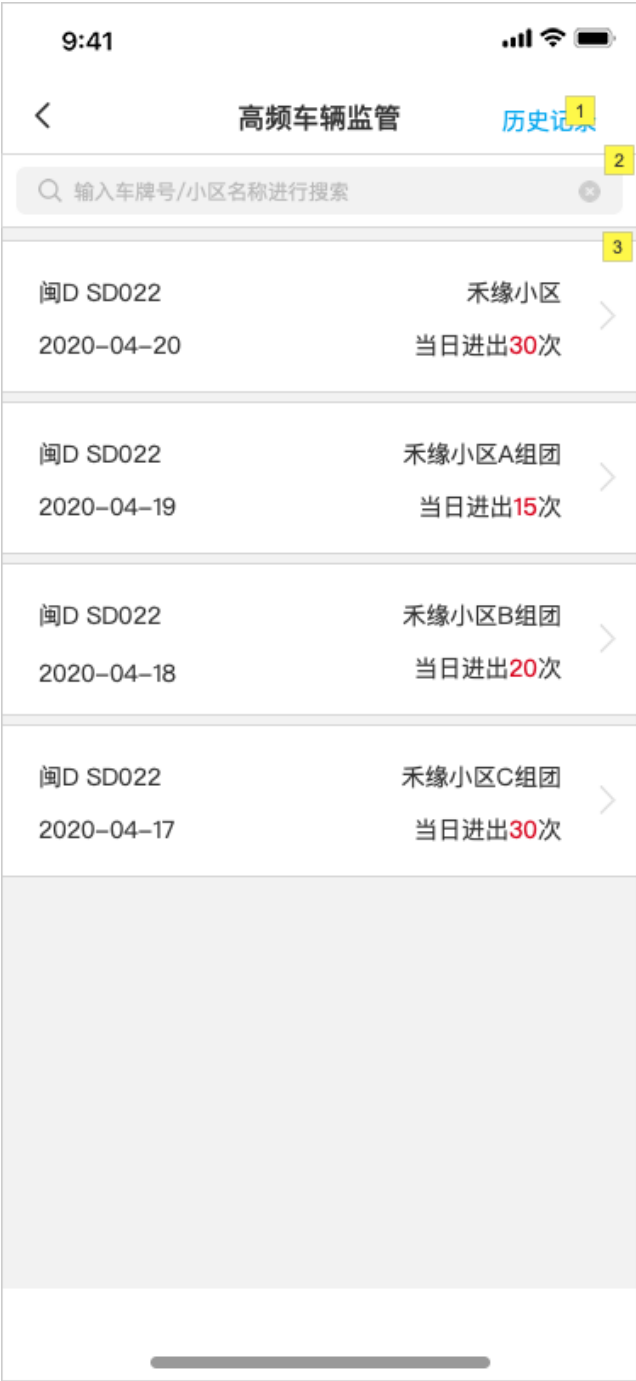 9:41
高频车辆监管
历史记录
1
2
输入车牌号/小区名称进行搜索
3
闽D SD022 禾缘小区
2020-04-20 当日进出30次
闽D SD022 禾缘小区A组团
2020-04-19 当日进出15次
闽D SD022 禾缘小区B组团
2020-04-18 当日进出20次
闽D SD022 禾缘小区C组团
2020-04-17 当日进出30次